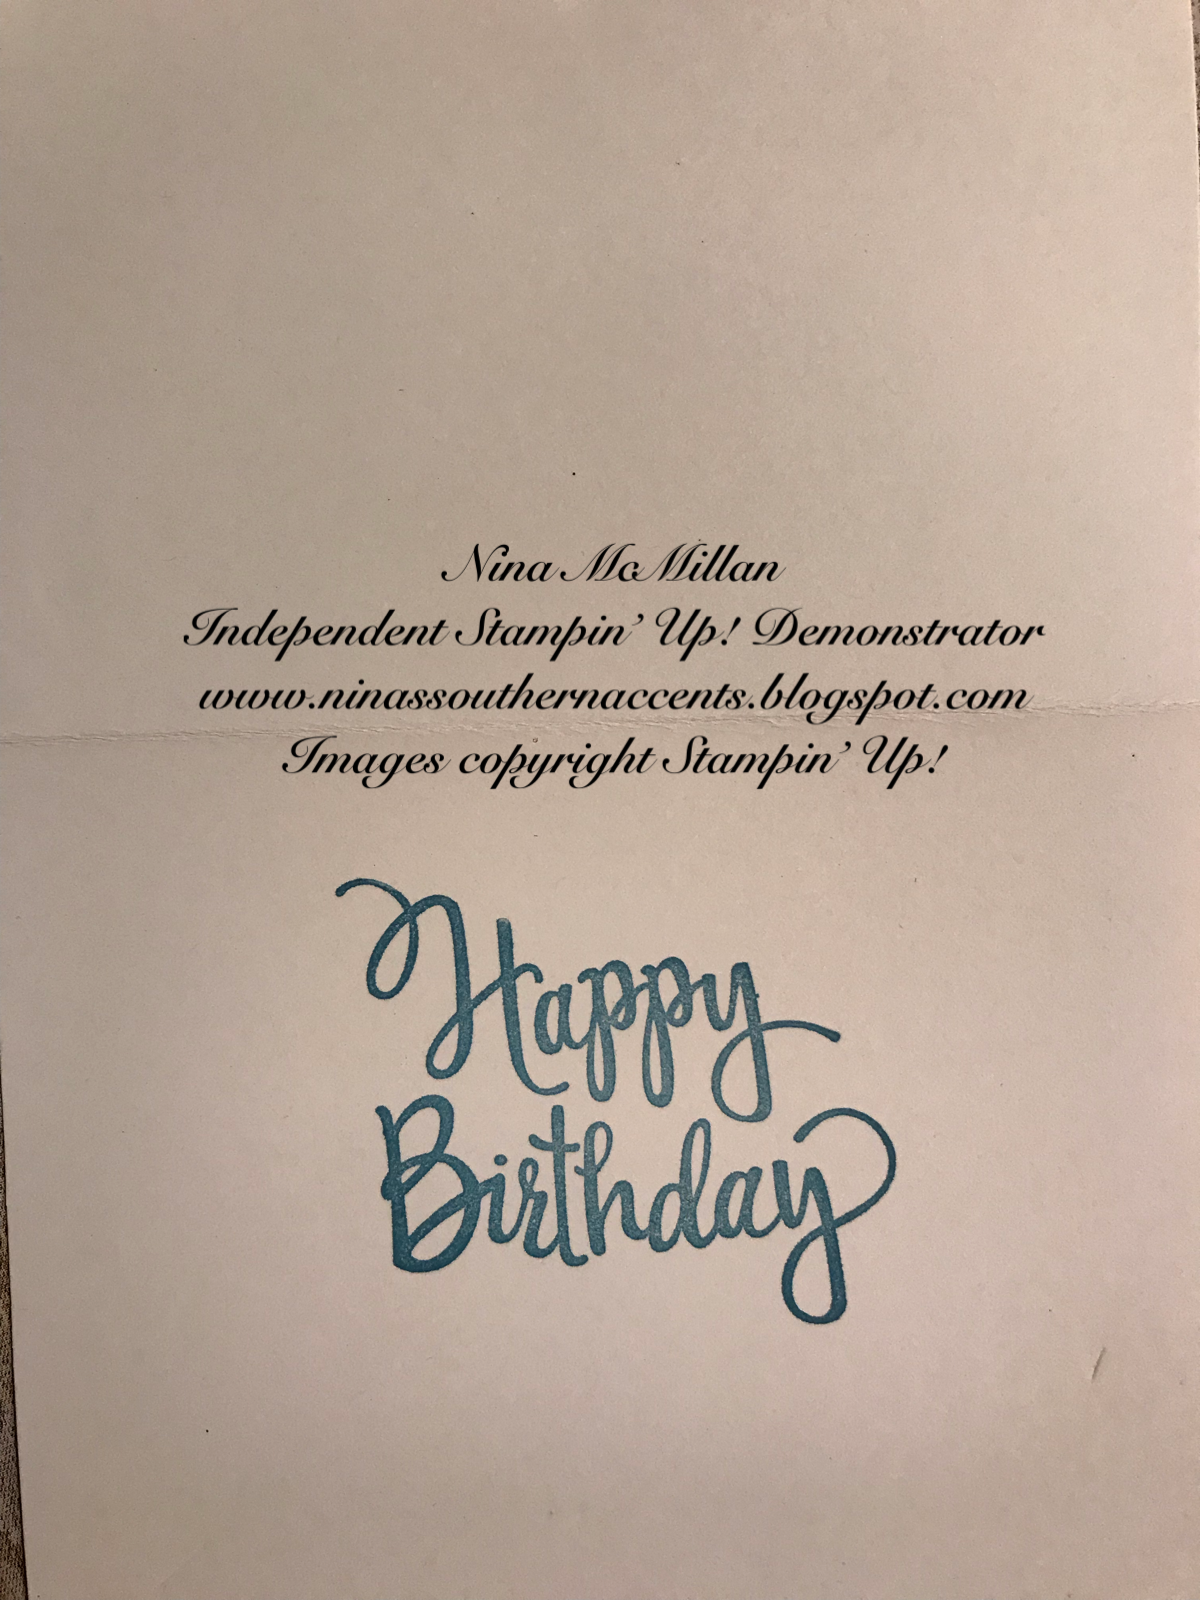 Nina McMillan
Independent Stampin' Up! Demonstrator
www.ninassouthernaccents.blogspot.com
Images copyright Stampin' Up!
Happy
Birthday